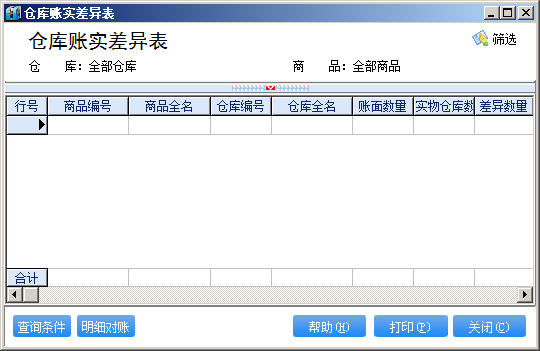 仓库账实差异表
仓库账实差异表
筛选
仓　　库：全部仓库　　商　　品：全部商品
行号 商品编号 商品全名 仓库编号 仓库全名 账面数量 实物仓库数 差异数量
合计
查询条件 明细对账 帮助(H) 打印(P) 关闭(C)